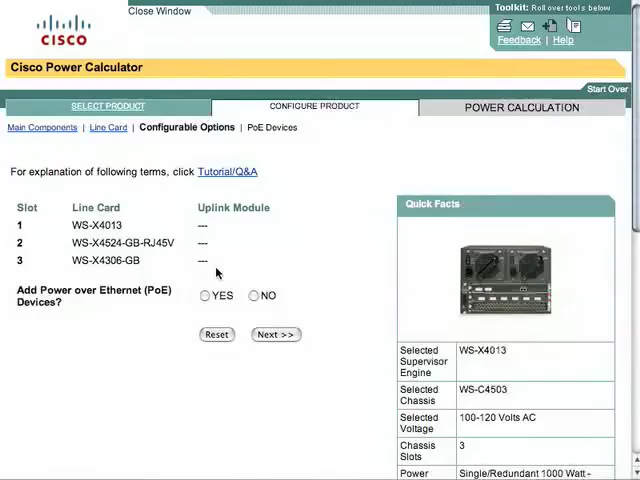 Close Window
Toolkit: Roll over tools below
CISCO
Feedback | Help
Cisco Power Calculator
Start Over
SELECT PRODUCT
CONFIGURE PRODUCT
POWER CALCULATION
Main Components | Line Card | Configurable Options | PoE Devices
For explanation of following terms, click Tutorial/Q&A
Slot Line Card Uplink Module
1 WS-X4013 ---
2 WS-X4524-GB-RJ45V ---
3 WS-X4306-GB ---
Add Power over Ethernet (PoE)
Devices?
YES NO
Reset Next >>
Quick Facts
Selected
Supervisor
Engine
WS-X4013
Selected
Chassis
WS-C4503
Selected
Voltage
100-120 Volts AC
Chassis
Slots
3
Power Single/Redundant 1000 Watt -